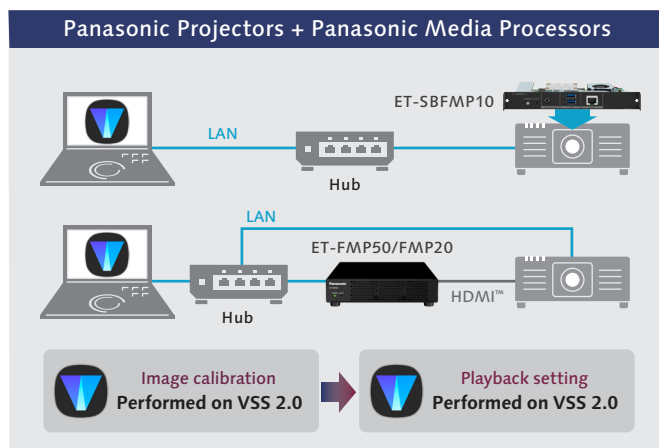 Panasonic Projectors + Panasonic Media Processors
ET-SBFMP10
LAN
Hub
LAN
ET-FMP50/FMP20
Panasonic
HDMI™
Hub
Image calibration
Performed on VSS 2.0
Playback setting
Performed on VSS 2.0